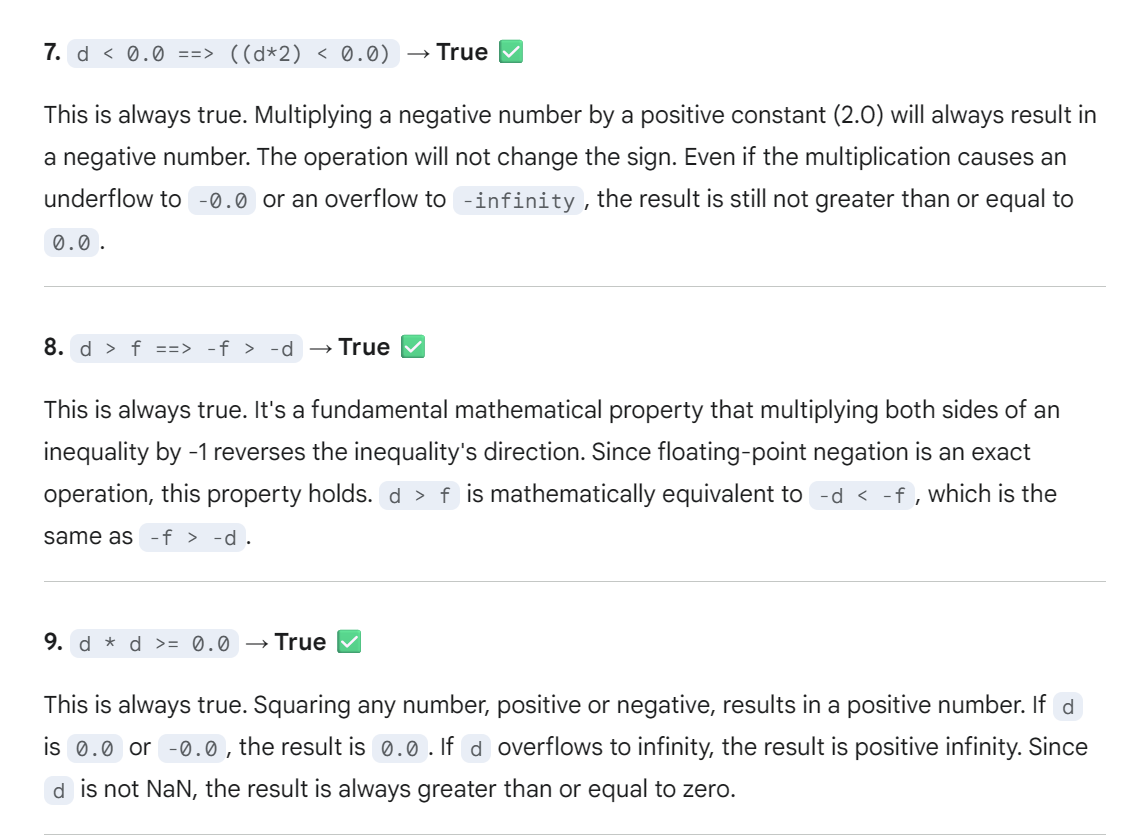 7. d < 0.0 ==> ((d*2) < 0.0) → True ✅
This is always true. Multiplying a negative number by a positive constant (2.0) will always result in
a negative number. The operation will not change the sign. Even if the multiplication causes an
underflow to -0.0 or an overflow to -infinity, the result is still not greater than or equal to
0.0.
8. d > f ==> -f > -d → True ✅
This is always true. It's a fundamental mathematical property that multiplying both sides of an
inequality by -1 reverses the inequality's direction. Since floating-point negation is an exact
operation, this property holds. d > f is mathematically equivalent to -d < -f, which is the
same as -f > -d.
9. d * d >= 0.0 → True ✅
This is always true. Squaring any number, positive or negative, results in a positive number. If d
is 0.0 or -0.0, the result is 0.0. If d overflows to infinity, the result is positive infinity. Since
d is not NaN, the result is always greater than or equal to zero.